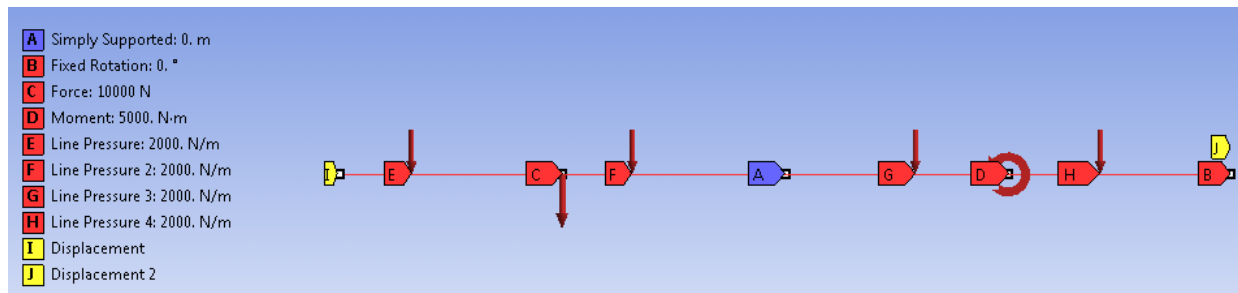 A Simply Supported: 0. m
B Fixed Rotation: 0. °
C Force: 10000 N
D Moment: 5000. N·m
E Line Pressure: 2000. N/m
F Line Pressure 2: 2000. N/m
G Line Pressure 3: 2000. N/m
H Line Pressure 4: 2000. N/m
I Displacement
J Displacement 2
J
I E C F A G D H B